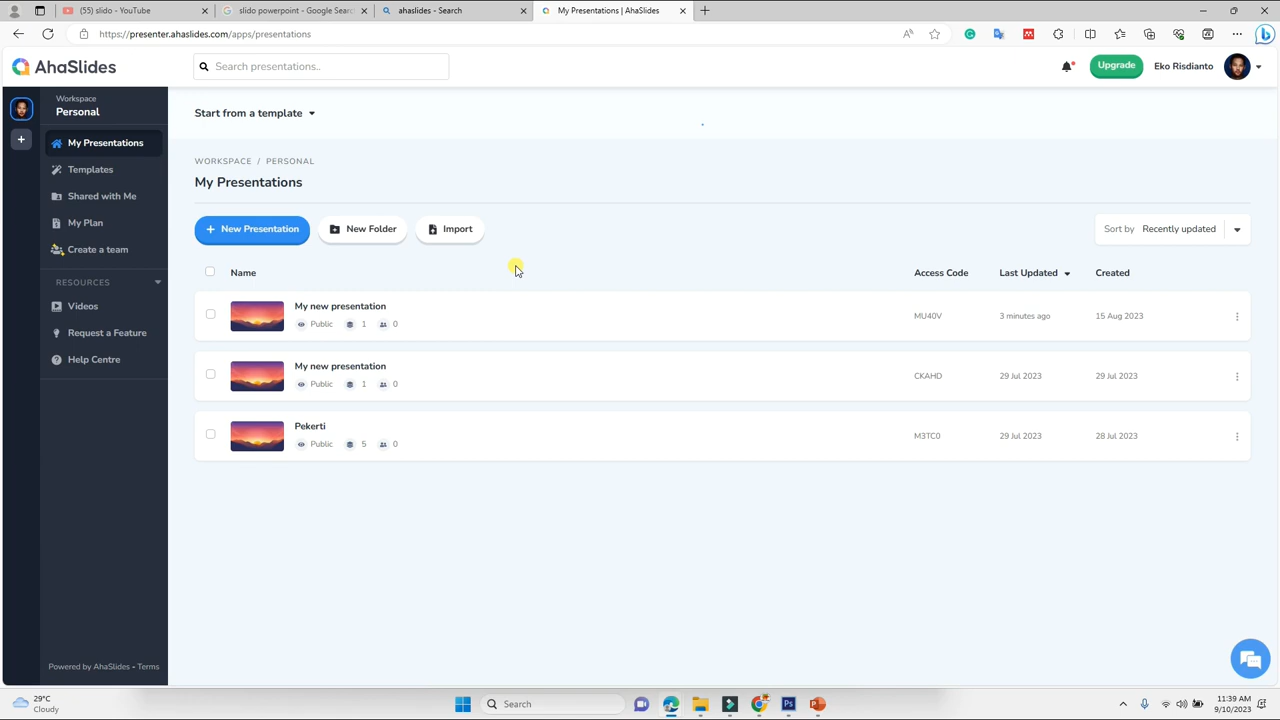 (55) slido - YouTube
slido powerpoint - Google Searc
ahaslides - Search
My Presentations | AhaSlides
https://presenter.ahaslides.com/apps/presentations
AhaSlides
Search presentations..
Upgrade
Eko Risdianto
Workspace
Personal
My Presentations
Templates
Shared with Me
My Plan
Create a team
RESOURCES
Videos
Request a Feature
Help Centre
Powered by AhaSlides - Terms
Start from a template
WORKSPACE / PERSONAL
My Presentations
+ New Presentation
New Folder
Import
Sort by Recently updated
Name Access Code Last Updated Created
My new presentation
Public 1 0
MU40V 3 minutes ago 15 Aug 2023
My new presentation
Public 1 0
CKAHD 29 Jul 2023 29 Jul 2023
Pekerti
Public 5 0
M3TC0 29 Jul 2023 28 Jul 2023
29°C
Cloudy
Search
Ps
11:39 AM
9/10/2023